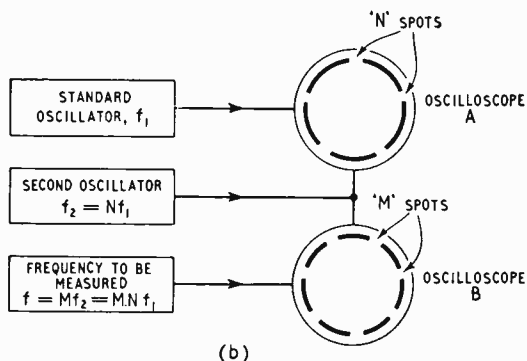 'N' SPOTS
STANDARD
OSCILLATOR, f₁
OSCILLOSCOPE
A
SECOND OSCILLATOR
f₂ = Nf₁
'M' SPOTS
FREQUENCY TO BE
MEASURED
f = Mf₂ = M.N f₁
OSCILLOSCOPE
B
(b)